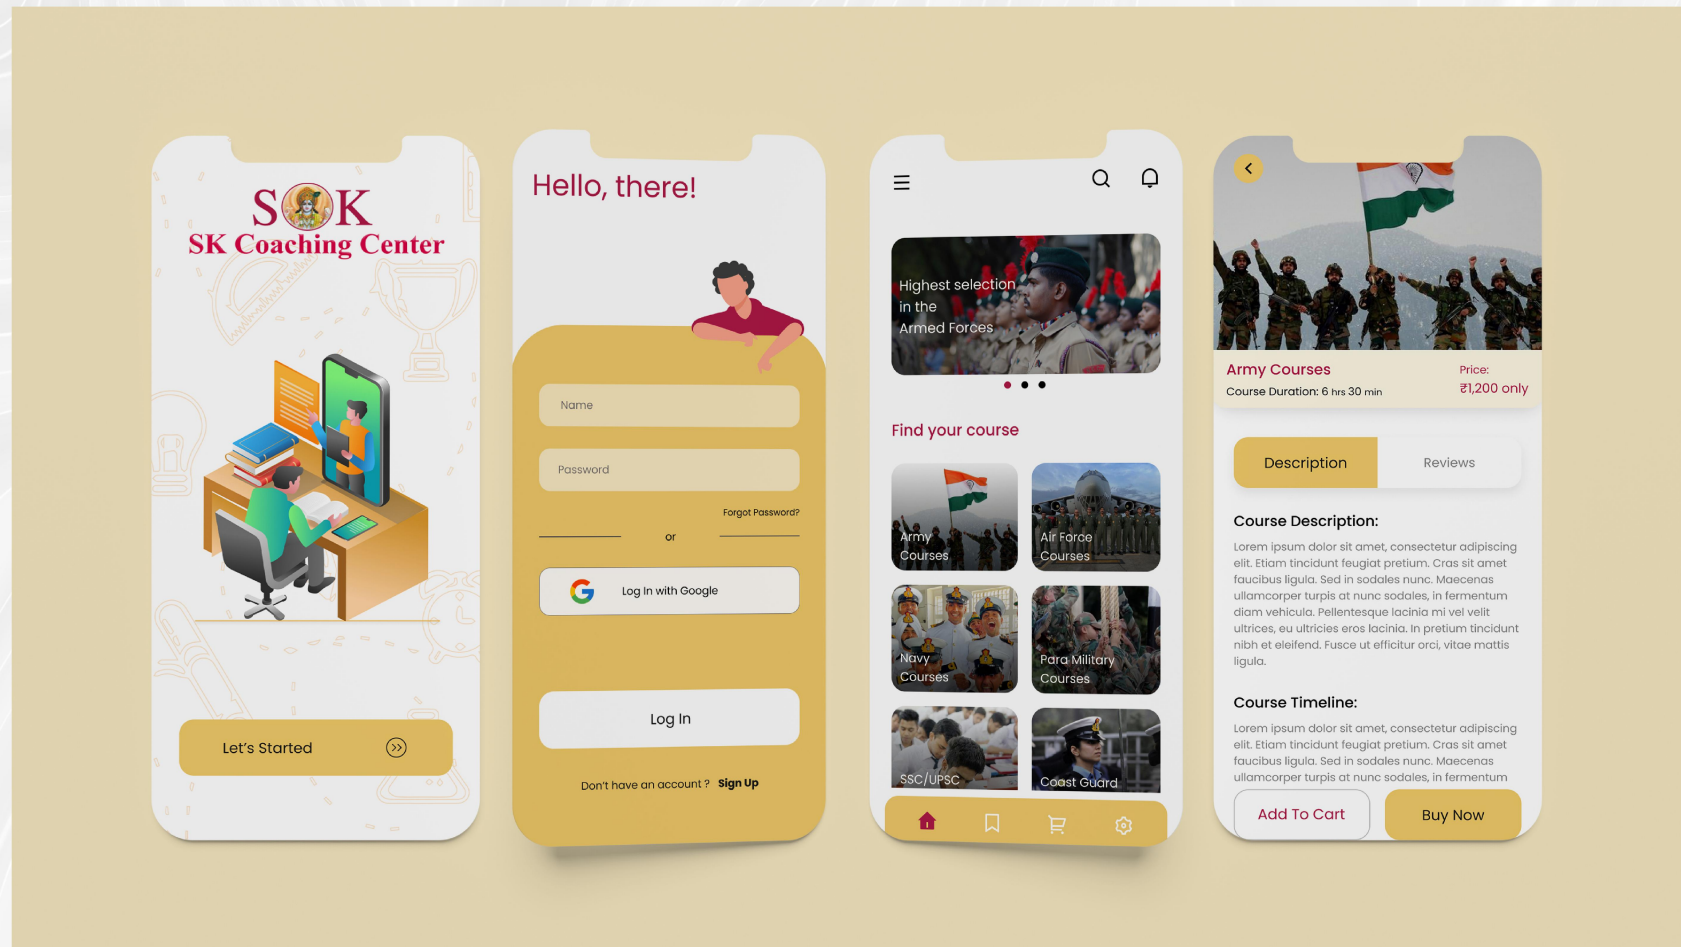 S K
SK Coaching Center
Let's Started
Hello, there!
Name
Password
Forgot Password?
or
G
Log In with Google
Log In
Don't have an account ? Sign Up
Highest selection
in the
Armed Forces
Find your course
Army
Courses
Air Force
Courses
Navy
Courses
Para Military
Courses
SSC/UPSC
Coast Guard
Army Courses
Course Duration: 6 hrs 30 min
Price:
₹1,200 only
Description
Reviews
Course Description:
Lorem ipsum dolor sit amet, consectetur adipiscing
elit. Etiam tincidunt feugiat pretium. Cras sit amet
faucibus ligula. Sed in sodales nunc. Maecenas
ullamcorper turpis at nunc sodales, in fermentum
diam vehicula. Pellentesque lacinia mi vel velit
ultrices, eu ultricies eros lacinia. In pretium tincidunt
nibh et eleifend. Fusce ut efficitur orci, vitae mattis
ligula.
Course Timeline:
Lorem ipsum dolor sit amet, consectetur adipiscing
elit. Etiam tincidunt feugiat pretium. Cras sit amet
faucibus ligula. Sed in sodales nunc. Maecenas
ullamcorper turpis at nunc sodales, in fermentum
Add To Cart
Buy Now